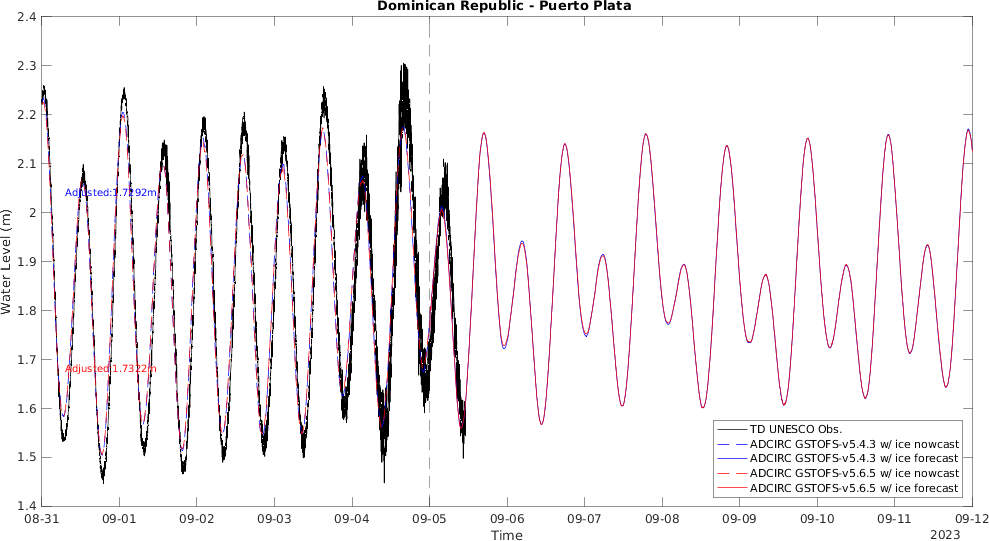 Dominican Republic - Puerto Plata
2.4
2.3
2.2
2.1
2
1.9
1.8
1.7
1.6
1.5
1.4
Water Level (m)
Adjusted:1.7292m
Adjusted:1.7322m
TD UNESCO Obs.
ADCIRC GSTOFS-v5.4.3 w/ ice nowcast
ADCIRC GSTOFS-v5.4.3 w/ ice forecast
ADCIRC GSTOFS-v5.6.5 w/ ice nowcast
ADCIRC GSTOFS-v5.6.5 w/ ice forecast
08-31 09-01 09-02 09-03 09-04 09-05 09-06 09-07 09-08 09-09 09-10 09-11 09-12
Time
2023